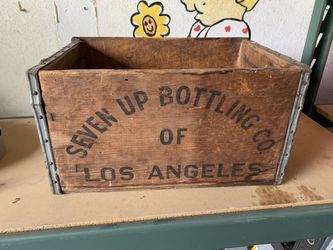 SEVEN UP BOTTLING CO
OF
LOS ANGELES